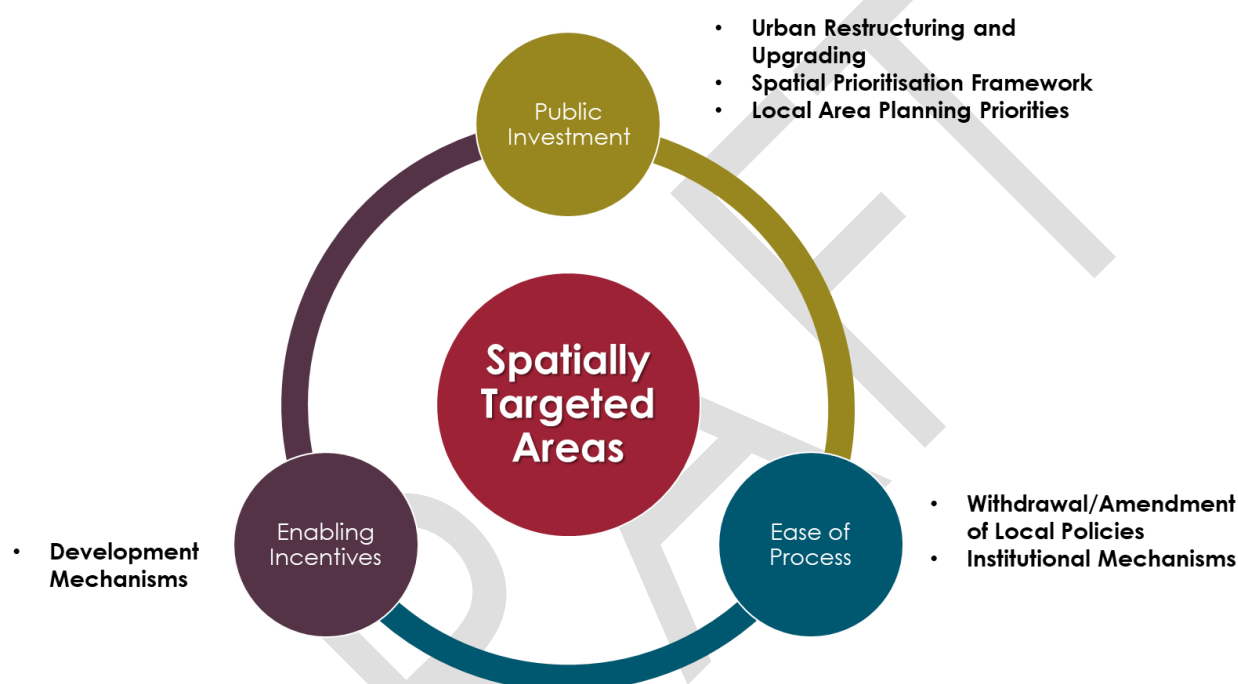 • Urban Restructuring and
Upgrading
• Spatial Prioritisation Framework
• Local Area Planning Priorities
Public
Investment
Spatially
Targeted
Areas
Enabling
Incentives
• Development
Mechanisms
Ease of
Process
• Withdrawal/Amendment
of Local Policies
• Institutional Mechanisms
DRAFT